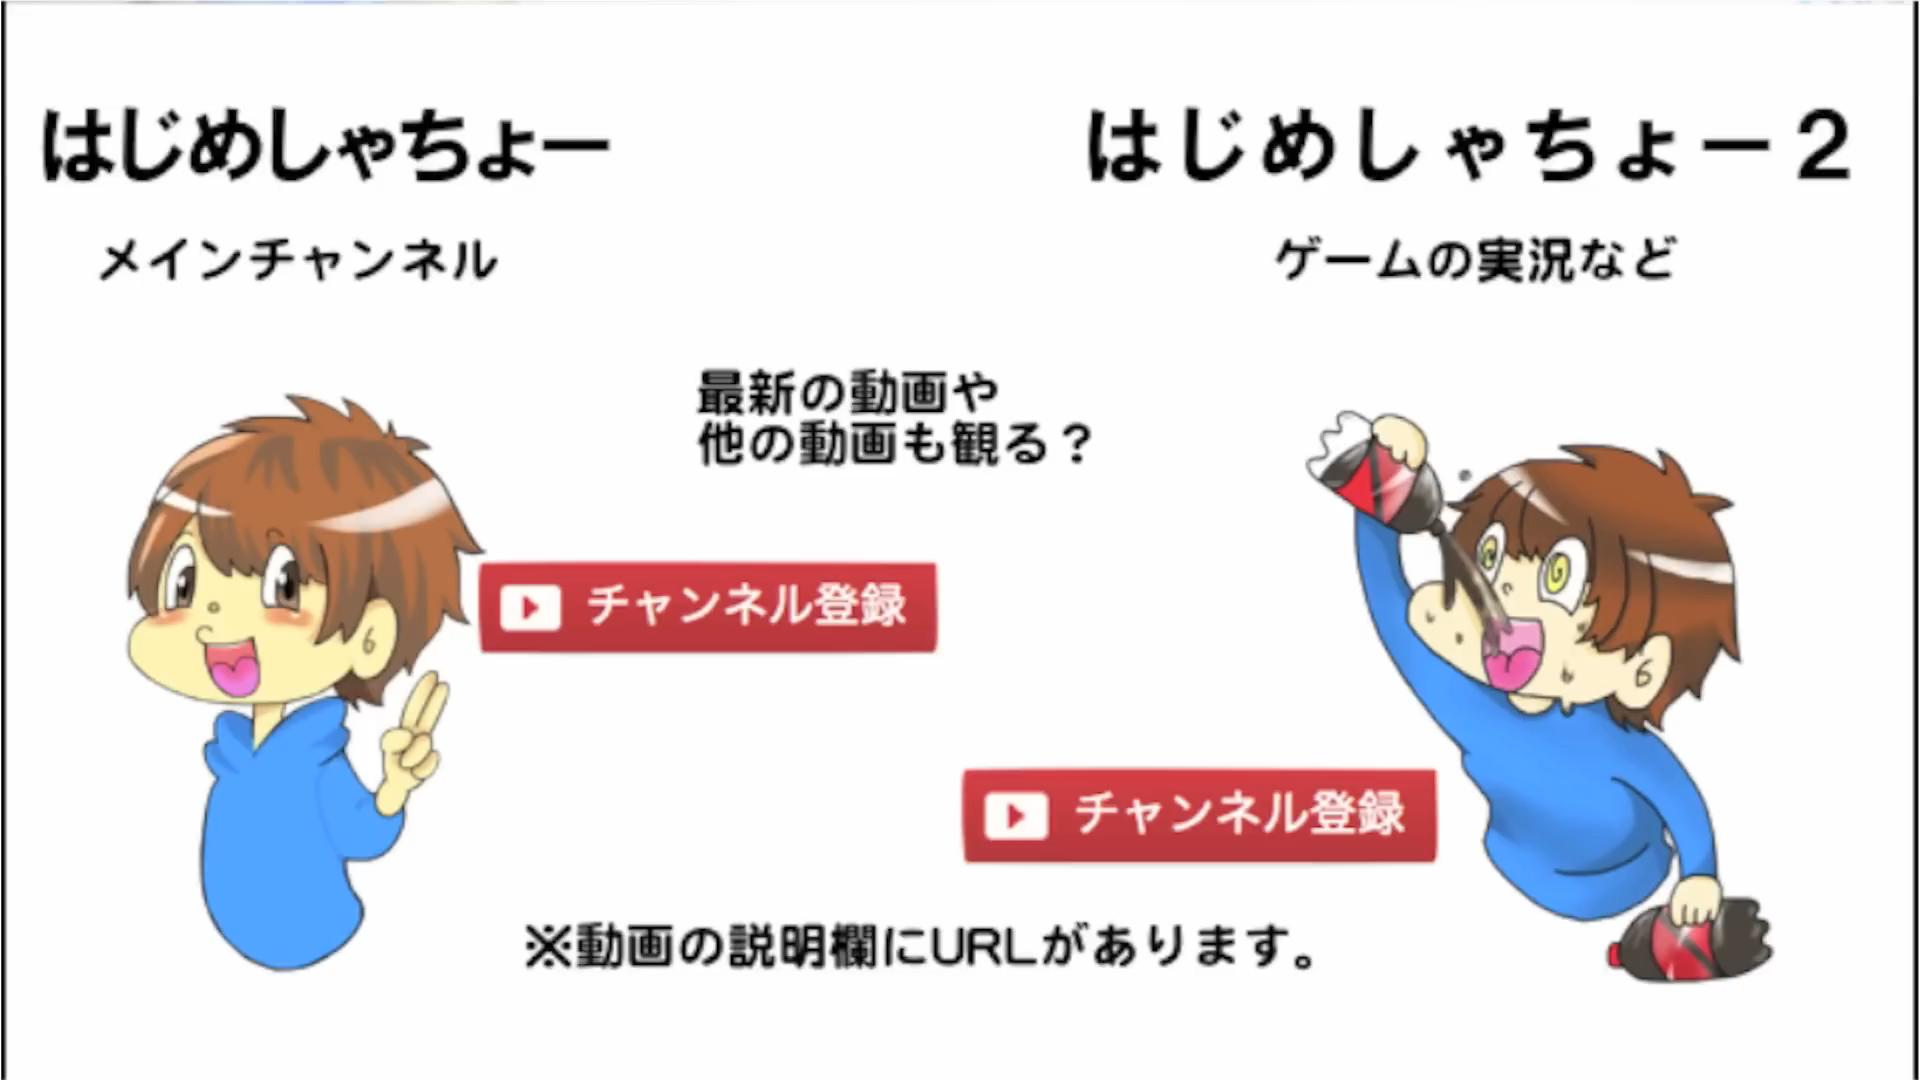 はじめしゃちょー
メインチャンネル
はじめしゃちょー２
ゲームの実況など
最新の動画や
他の動画も観る？
チャンネル登録
チャンネル登録
※動画の説明欄にURLがあります。